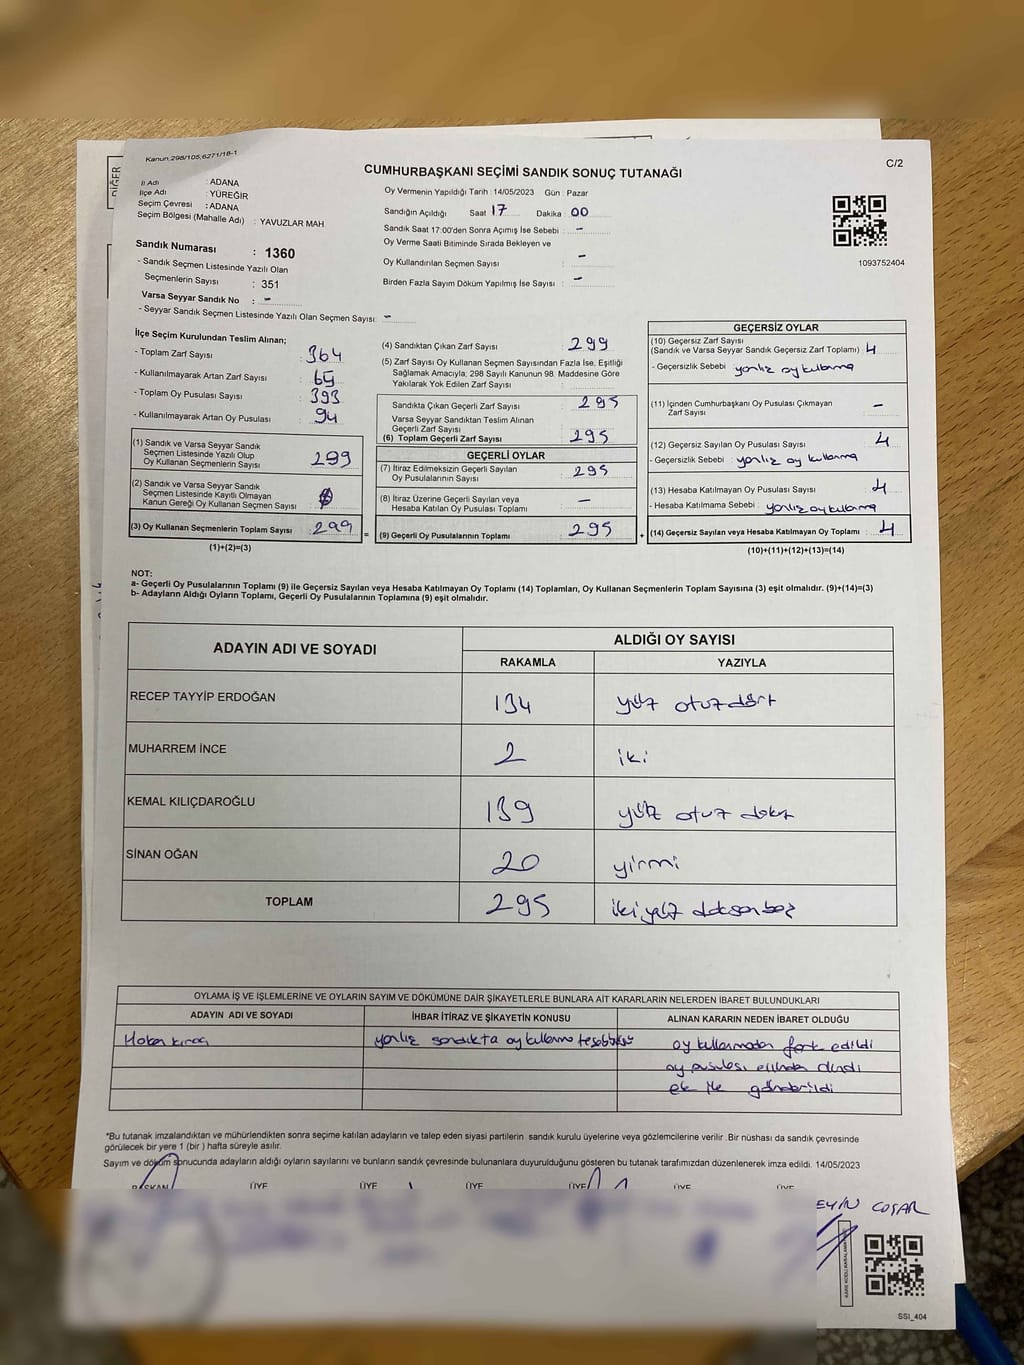 DİĞER
Kanun 298/105,6271/18-1
C/2
CUMHURBAŞKANI SEÇİMİ SANDIK SONUÇ TUTANAĞI
İl Adı : ADANA
İlçe Adı : YÜREĞİR
Seçim Çevresi : ADANA
Seçim Bölgesi (Mahalle Adı) : YAVUZLAR MAH
Oy Vermenin Yapıldığı Tarih : 14/05/2023 Gün : Pazar
Sandığın Açıldığı Saat 17 Dakika : 00
Sandık Saat 17:00'den Sonra Açımış İse Sebebi : -
Oy Verme Saati Bitiminde Sırada Bekleyen ve
Oy Kullandırılan Seçmen Sayısı : -
Birden Fazla Sayım Döküm Yapılmış İse Sayısı : -
1093752404
Sandık Numarası : 1360
- Sandık Seçmen Listesinde Yazılı Olan
Seçmenlerin Sayısı : 351
Varsa Seyyar Sandık No : -
- Seyyar Sandık Seçmen Listesinde Yazılı Olan Seçmen Sayısı: -
İlçe Seçim Kurulundan Teslim Alınan;
- Toplam Zarf Sayısı : 364
- Kullanılmayarak Artan Zarf Sayısı : 65
- Toplam Oy Pusulası Sayısı : 393
- Kullanılmayarak Artan Oy Pusulası : 94
(1) Sandık ve Varsa Seyyar Sandık
Seçmen Listesinde Yazılı Olup
Oy Kullanan Seçmenlerin Sayısı : 299
(2) Sandık ve Varsa Seyyar Sandık
Seçmen Listesinde Kayıtlı Olmayan
Kanun Gereği Oy Kullanan Seçmen Sayısı :
(3) Oy Kullanan Seçmenlerin Toplam Sayısı : 299
(1)+(2)=(3)
=
(4) Sandıktan Çıkan Zarf Sayısı : 299
(5) Zarf Sayısı Oy Kullanan Seçmen Sayısından Fazla İse, Eşitliği
Sağlamak Amacıyla; 298 Sayılı Kanunun 98. Maddesine Göre
Yakılarak Yok Edilen Zarf Sayısı :
Sandıkta Çıkan Geçerli Zarf Sayısı : 295
Varsa Seyyar Sandıktan Teslim Alınan
Geçerli Zarf Sayısı :
(6) Toplam Geçerli Zarf Sayısı : 295
GEÇERLİ OYLAR
(7) İtiraz Edilmeksizin Geçerli Sayılan
Oy Pusulalarının Sayısı : 295
(8) İtiraz Üzerine Geçerli Sayılan veya
Hesaba Katılan Oy Pusulası Toplamı : -
(9) Geçerli Oy Pusulalarının Toplamı : 295
+
GEÇERSİZ OYLAR
(10) Geçersiz Zarf Sayısı
(Sandık ve Varsa Seyyar Sandık Geçersiz Zarf Toplamı) : 4
- Geçersizlik Sebebi : yanlız oy kullanma
(11) İçinden Cumhurbaşkanı Oy Pusulası Çıkmayan
Zarf Sayısı : -
(12) Geçersiz Sayılan Oy Pusulası Sayısı : 4
- Geçersizlik Sebebi : yanlız oy kullanma
(13) Hesaba Katılmayan Oy Pusulası Sayısı : 4
- Hesaba Katılmama Sebebi : yanlız oy kullanma
(14) Geçersiz Sayılan veya Hesaba Katılmayan Oy Toplamı : 4
(10)+(11)+(12)+(13)=(14)
NOT:
a- Geçerli Oy Pusulalarının Toplamı (9) ile Geçersiz Sayılan veya Hesaba Katılmayan Oy Toplamı (14) Toplamları, Oy Kullanan Seçmenlerin Toplam Sayısına (3) eşit olmalıdır. (9)+(14)=(3)
b- Adayların Aldığı Oyların Toplamı, Geçerli Oy Pusulalarının Toplamına (9) eşit olmalıdır.
ADAYIN ADI VE SOYADI
ALDIĞI OY SAYISI
RAKAMLA YAZIYLA
RECEP TAYYİP ERDOĞAN 134 yüz otuz dört
MUHARREM İNCE 2 iki
KEMAL KILIÇDAROĞLU 139 yüz otuz dokuz
SİNAN OĞAN 20 yirmi
TOPLAM 295 ikiyüz doksan beş
OYLAMA İŞ VE İŞLEMLERİNE VE OYLARIN SAYIM VE DÖKÜMÜNE DAİR ŞİKAYETLERLE BUNLARA AİT KARARLARIN NELERDEN İBARET BULUNDUKLARI
ADAYIN ADI VE SOYADI İHBAR İTİRAZ VE ŞİKAYETİN KONUSU ALINAN KARARIN NEDEN İBARET OLDUĞU
Hakan yanlız sandıkta oy kullanma teşebbüsü oy kullanmadan fark edildi
oy pusulası elinden alındı
ek ile gönderildi
*Bu tutanak imzalandıktan ve mühürlendikten sonra seçime katılan adayların ve talep eden siyasi partilerin sandık kurulu üyelerine veya gözlemcilerine verilir. Bir nüshası da sandık çevresinde
görülecek bir yere 1 (bir) hafta süreyle asılır.
Sayım ve döküm sonucunda adayların aldığı oyların sayılarını ve bunların sandık çevresinde bulunanlara duyurulduğunu gösteren bu tutanak tarafımızdan düzenlenerek imza edildi. 14/05/2023
BAŞKAN ÜYE ÜYE ÜYE ÜYE ÜYE ÜYE
COŞAR
SSI_404